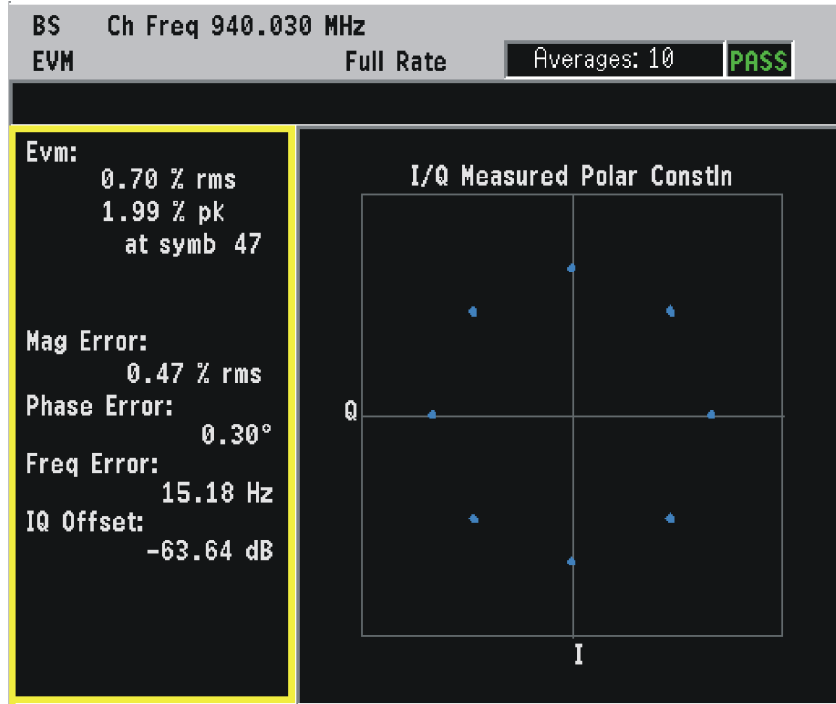 BS Ch Freq 940.030 MHz
EVM Full Rate Averages: 10 PASS
Evm:
0.70 % rms
1.99 % pk
at symb 47
Mag Error:
0.47 % rms
Phase Error:
0.30°
Freq Error:
15.18 Hz
IQ Offset:
-63.64 dB
I/Q Measured Polar Constln
Q
I